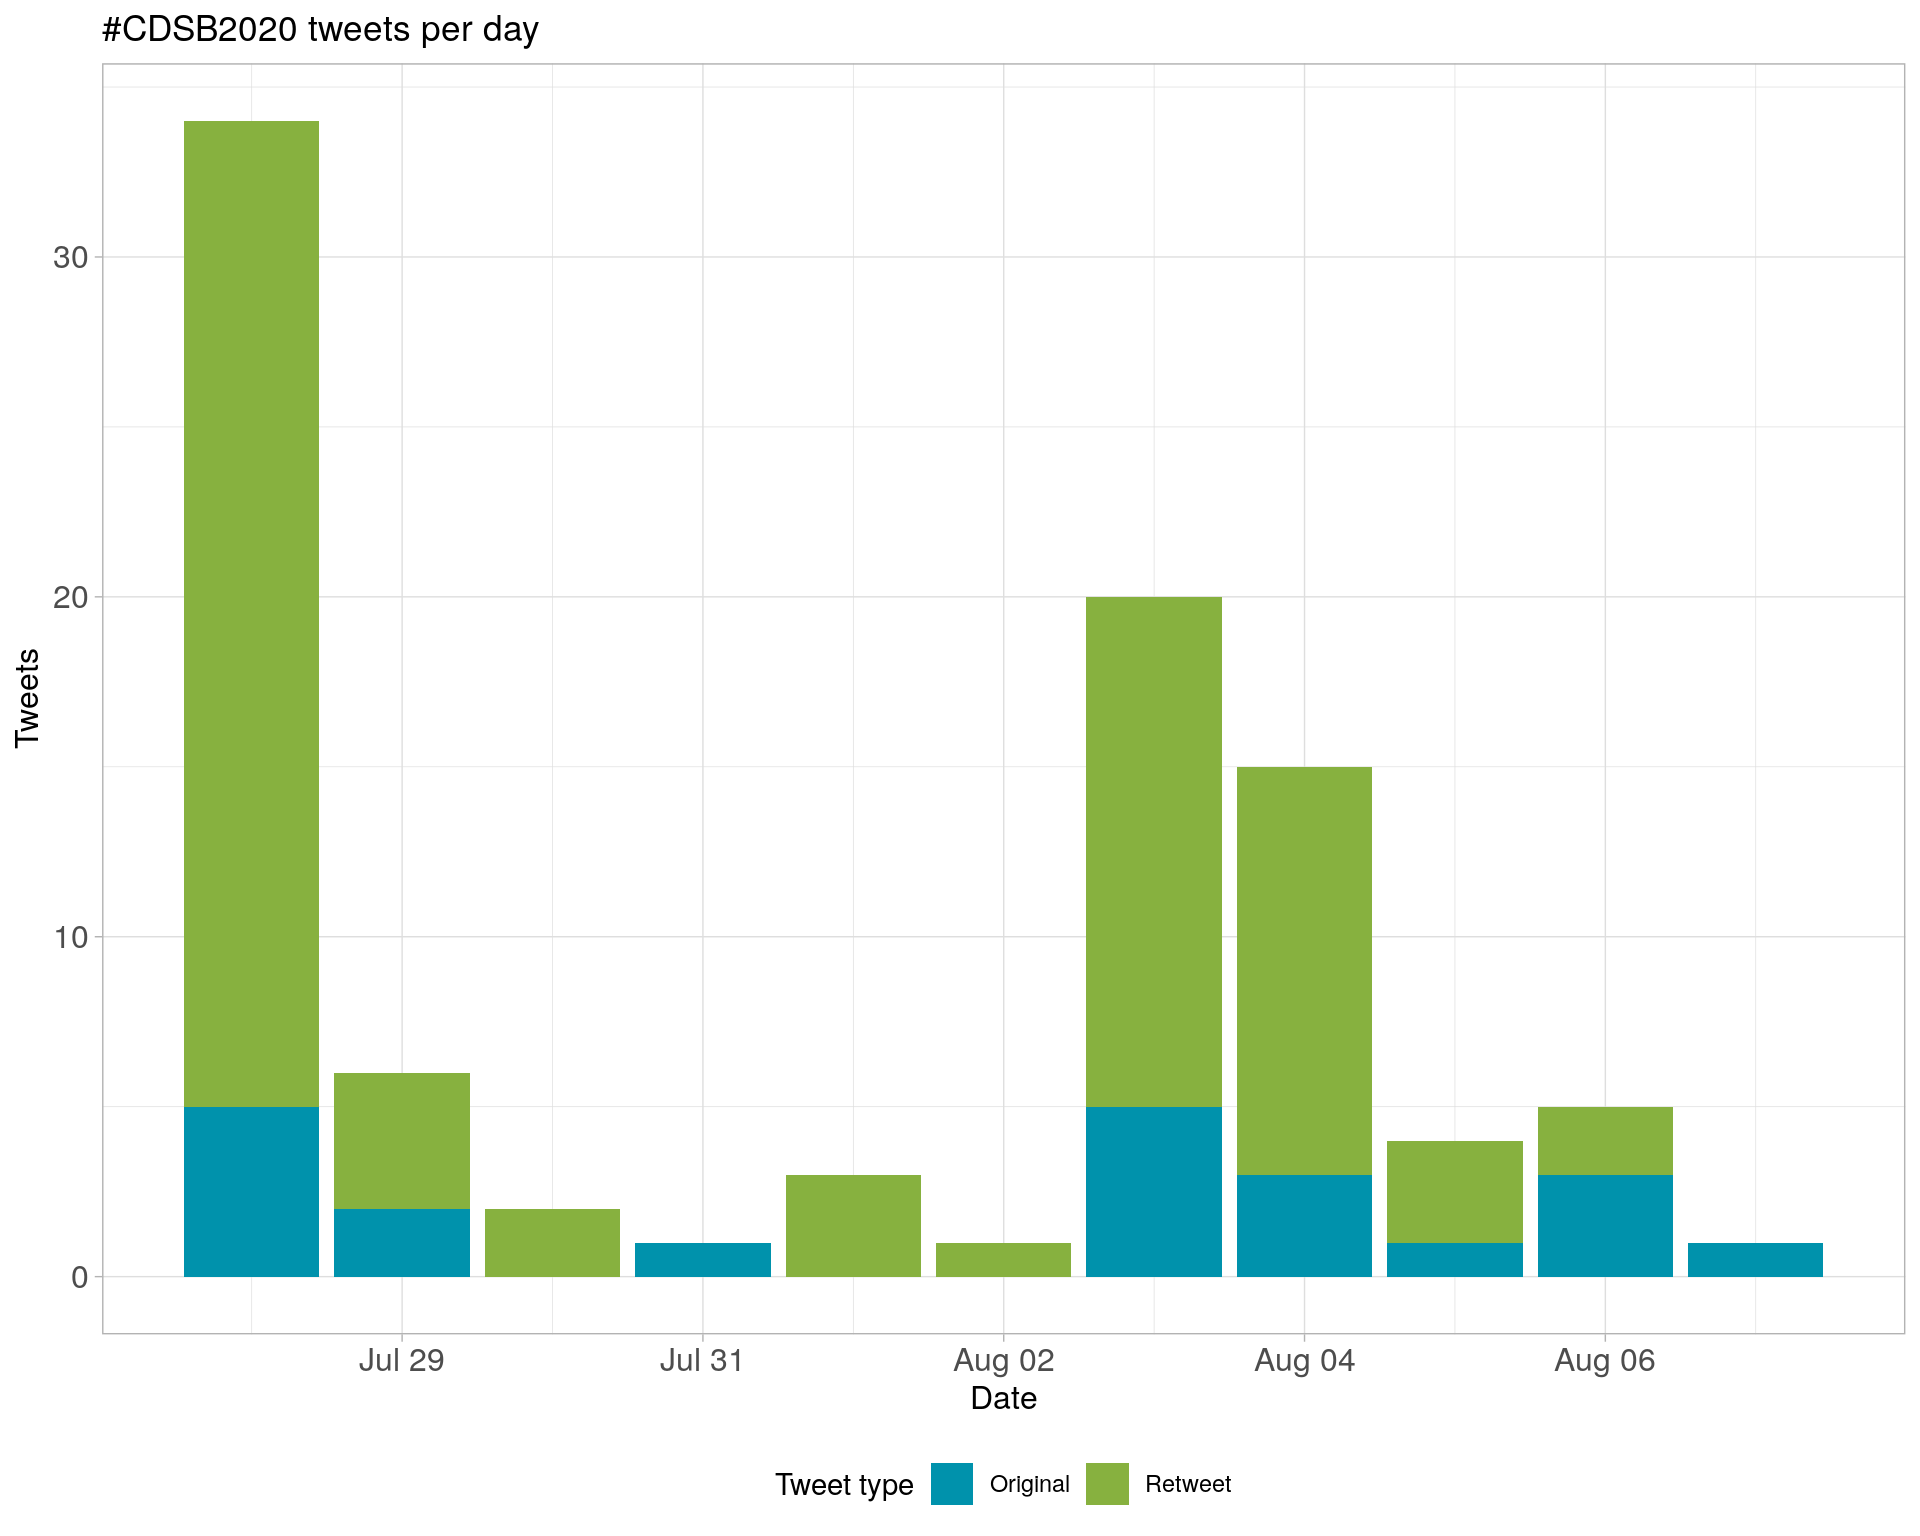 #CDSB2020 tweets per day
Tweets
30
20
10
0
Jul 29 Jul 31 Aug 02 Aug 04 Aug 06
Date
Tweet type Original Retweet